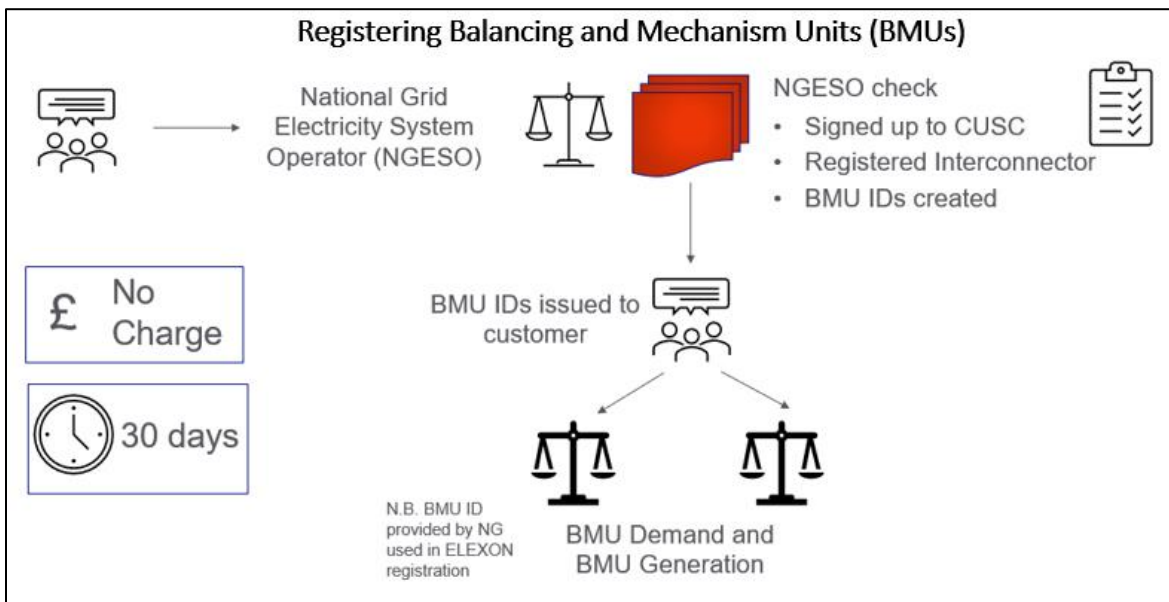 Registering Balancing and Mechanism Units (BMUs)
National Grid
Electricity System
Operator (NGESO)
NGESO check
• Signed up to CUSC
• Registered Interconnector
• BMU IDs created
BMU IDs issued to
customer
£ No
Charge
30 days
N.B. BMU ID
provided by NG
used in ELEXON
registration
BMU Demand and
BMU Generation